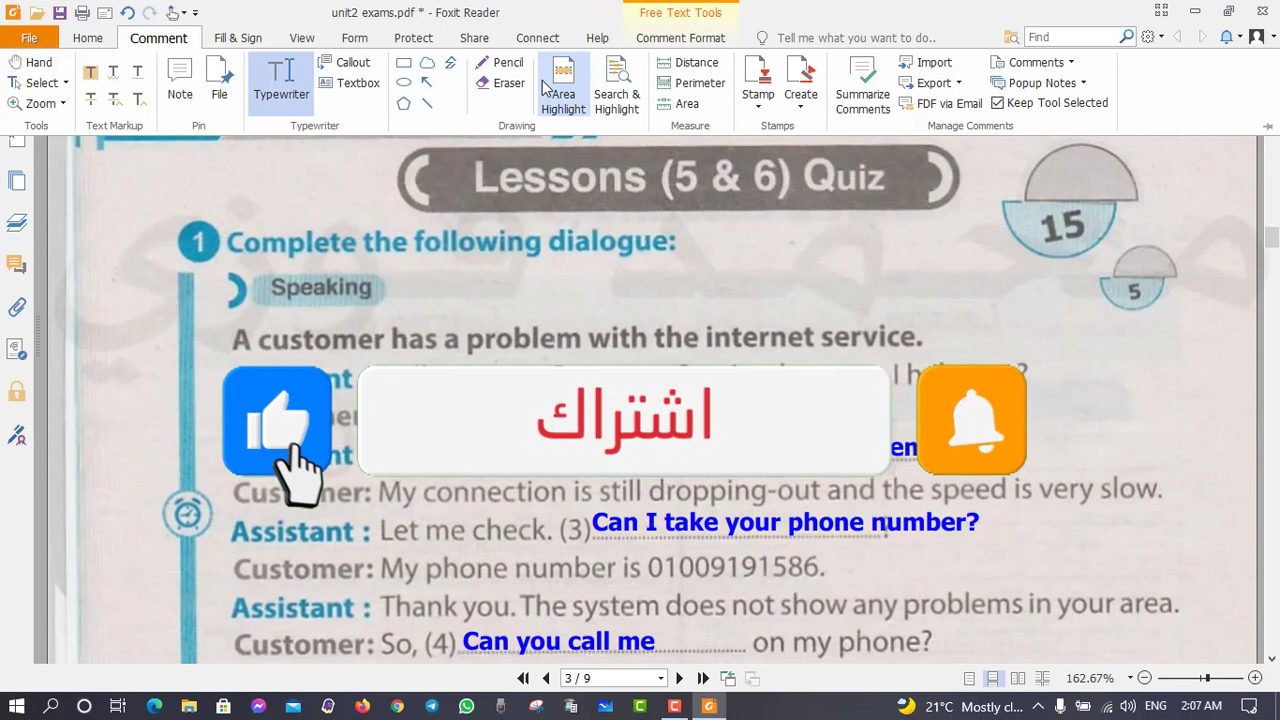 unit2 exams.pdf * - Foxit Reader
Free Text Tools
File Home Comment Fill & Sign View Form Protect Share Connect Help Comment Format Tell me what you want to do.. Find
Hand
Select
Zoom
Tools
Text Markup
Note
File
Pin
Typewriter
Callout
Textbox
Typewriter
Pencil
Eraser
Drawing
Area Highlight
Search & Highlight
Distance
Perimeter
Area
Measure
Stamp
Create
Stamps
Summarize Comments
Import
Export
FDF via Email
Comments
Popup Notes
Keep Tool Selected
Manage Comments
Lessons (5 & 6) Quiz
15
1 Complete the following dialogue:
5
Speaking
A customer has a problem with the internet service.
اشتراك
Customer: My connection is still dropping-out and the speed is very slow.
Assistant : Let me check. (3) Can I take your phone number? ?
Customer: My phone number is 01009191586.
Assistant : Thank you. The system does not show any problems in your area.
Customer: So, (4) Can you call me on my phone?
3 / 9
162.67%
21°C Mostly cl... ENG 2:07 AM